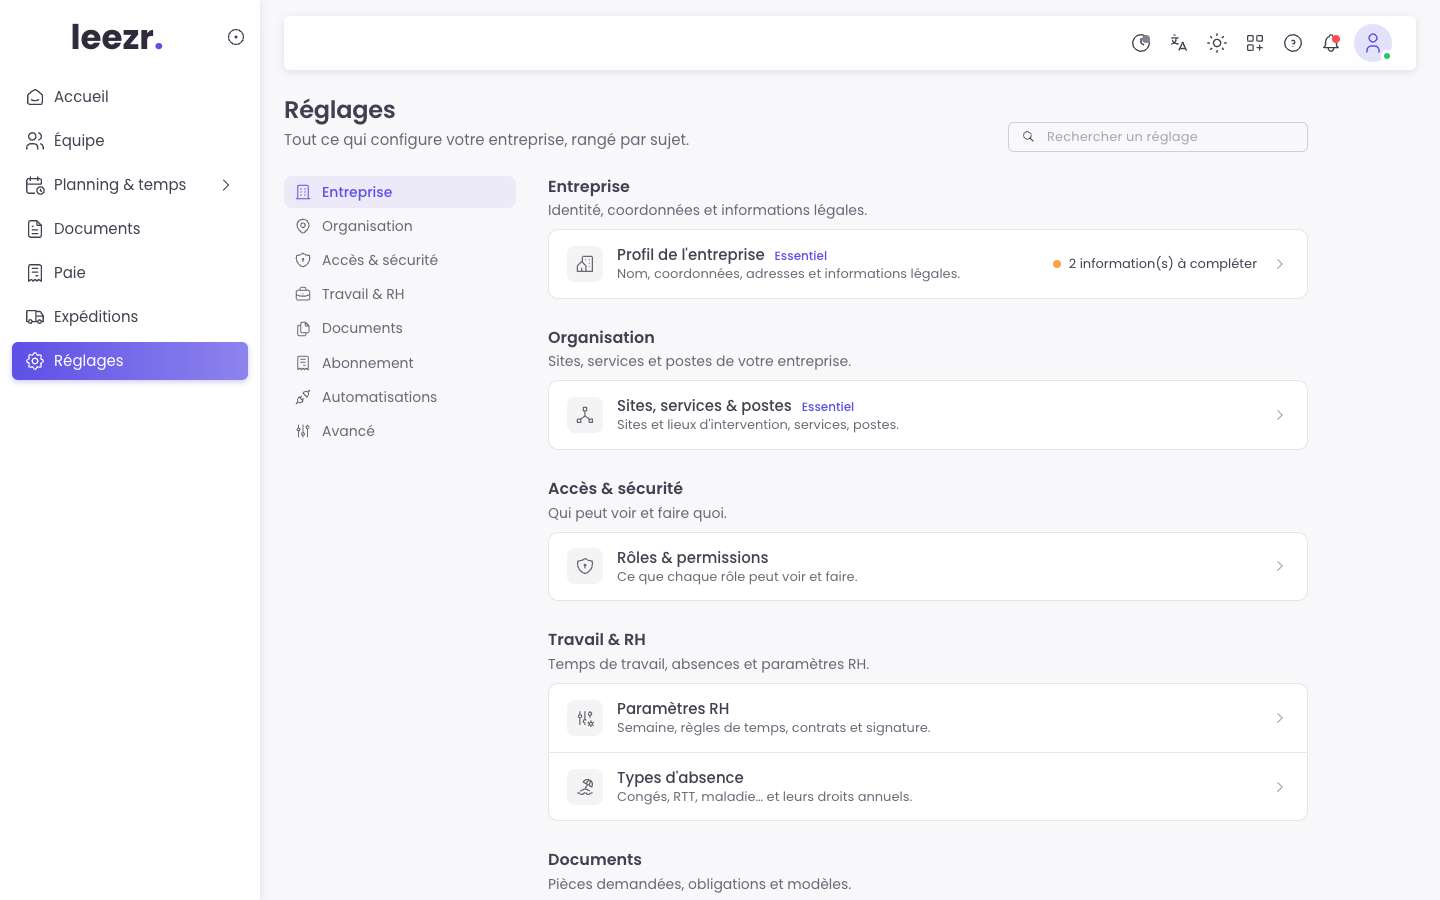 leezr.
Accueil
Équipe
Planning & temps
Documents
Paie
Expéditions
Réglages
Réglages
Tout ce qui configure votre entreprise, rangé par sujet.
Rechercher un réglage
Entreprise
Organisation
Accès & sécurité
Travail & RH
Documents
Abonnement
Automatisations
Avancé
Entreprise
Identité, coordonnées et informations légales.
Profil de l'entreprise Essentiel
Nom, coordonnées, adresses et informations légales.
2 information(s) à compléter
Organisation
Sites, services et postes de votre entreprise.
Sites, services & postes Essentiel
Sites et lieux d'intervention, services, postes.
Accès & sécurité
Qui peut voir et faire quoi.
Rôles & permissions
Ce que chaque rôle peut voir et faire.
Travail & RH
Temps de travail, absences et paramètres RH.
Paramètres RH
Semaine, règles de temps, contrats et signature.
Types d'absence
Congés, RTT, maladie… et leurs droits annuels.
Documents
Pièces demandées, obligations et modèles.